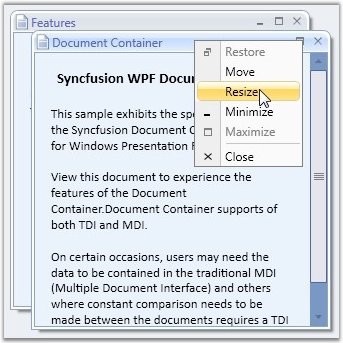 Features
Document Container
Restore
Move
Resize
Minimize
Maximize
Close
Syncfusion WPF Docu
This sample exhibits the spe
the Syncfusion Document C
for Windows Presentation F
View this document to experience the
features of the Document
Container.Document Container supports of
both TDI and MDI.
On certain occasions, users may need the
data to be contained in the traditional MDI
(Multiple Document Interface) and others
where constant comparison needs to be
made between the documents requires a TDI